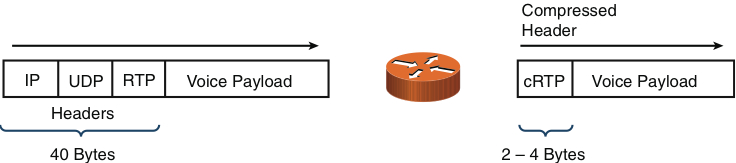 Compressed
Header
IP UDP RTP Voice Payload
cRTP Voice Payload
Headers
40 Bytes
2 – 4 Bytes